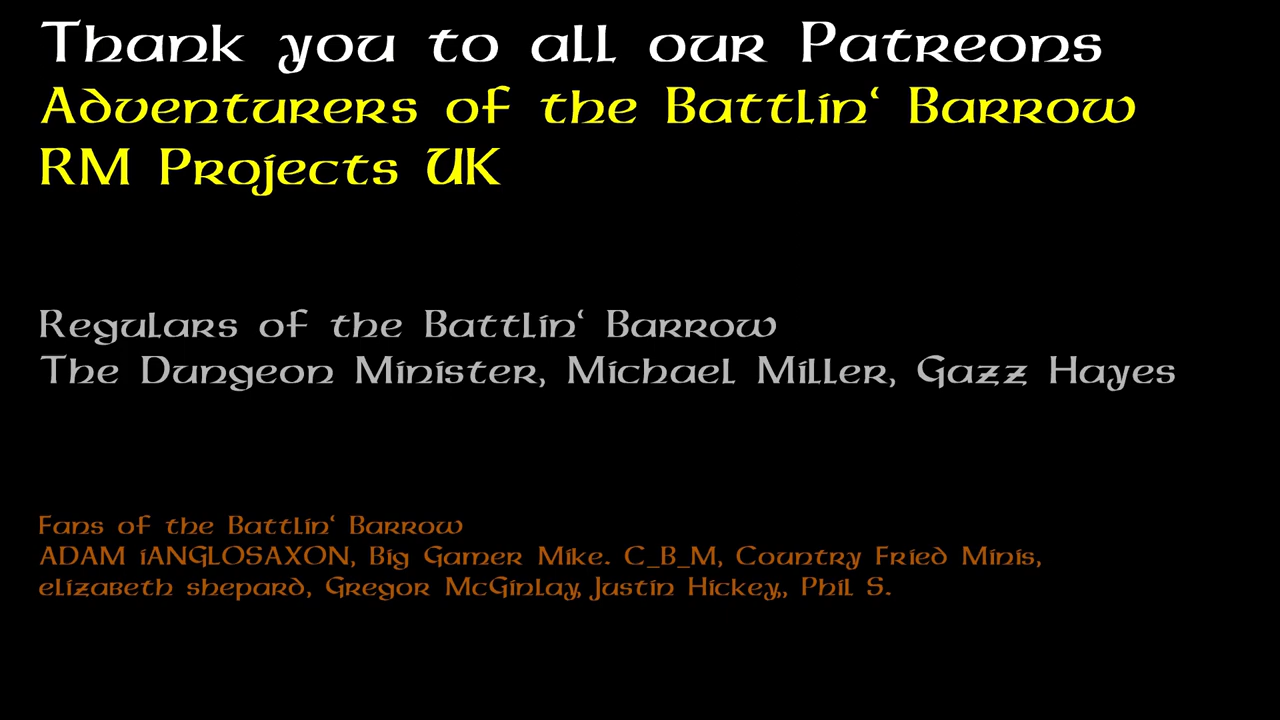 Thank you to all our Patreons
Adventurers of the Battlin‘ Barrow
RM Projects UK
Regulars of the Battlin‘ Barrow
The Dungeon Minister, Michael Miller, Gazz Hayes
Fans of the Battlin‘ Barrow
ADAM iANGLOSAXON, Big Gamer Mike. C_B_M, Country Fried Minis,
elizabeth shepard, Gregor McGinlay, Justin Hickey,, Phil S.